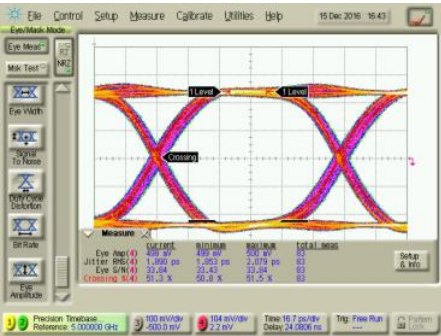 File Control Setup Measure Calibrate Utilities Help 15 Dec 2016 16:43
Eye/Mask Mode
Eye Meas
RZ
NRZ
Msk Test
Eye Width
Signal
To Noise
Duty Cycle
Distortion
Bit Rate
Eye
Amplitude
1 Level
1 Level
Crossing
Measure
current minimum maximum total meas
Eye Amp(4) 499 mV 499 mV 500 mV 83
Jitter RMS(4) 1.890 ps 1.853 ps 2.079 ps 83
Eye S/N(4) 33.84 33.43 33.84 83
Crossing %(4) 51.3 % 50.8 % 51.5 % 83
Setup
& Info
1 2 Precision Timebase...
Reference: 5.000000 GHz
3 100 mV/div
-500.0 mV
104 mV/div
2.2 mV
Time:16.7 ps/div
Delay:24.0806 ns
Trig: Free Run
---
Pattern
Lock